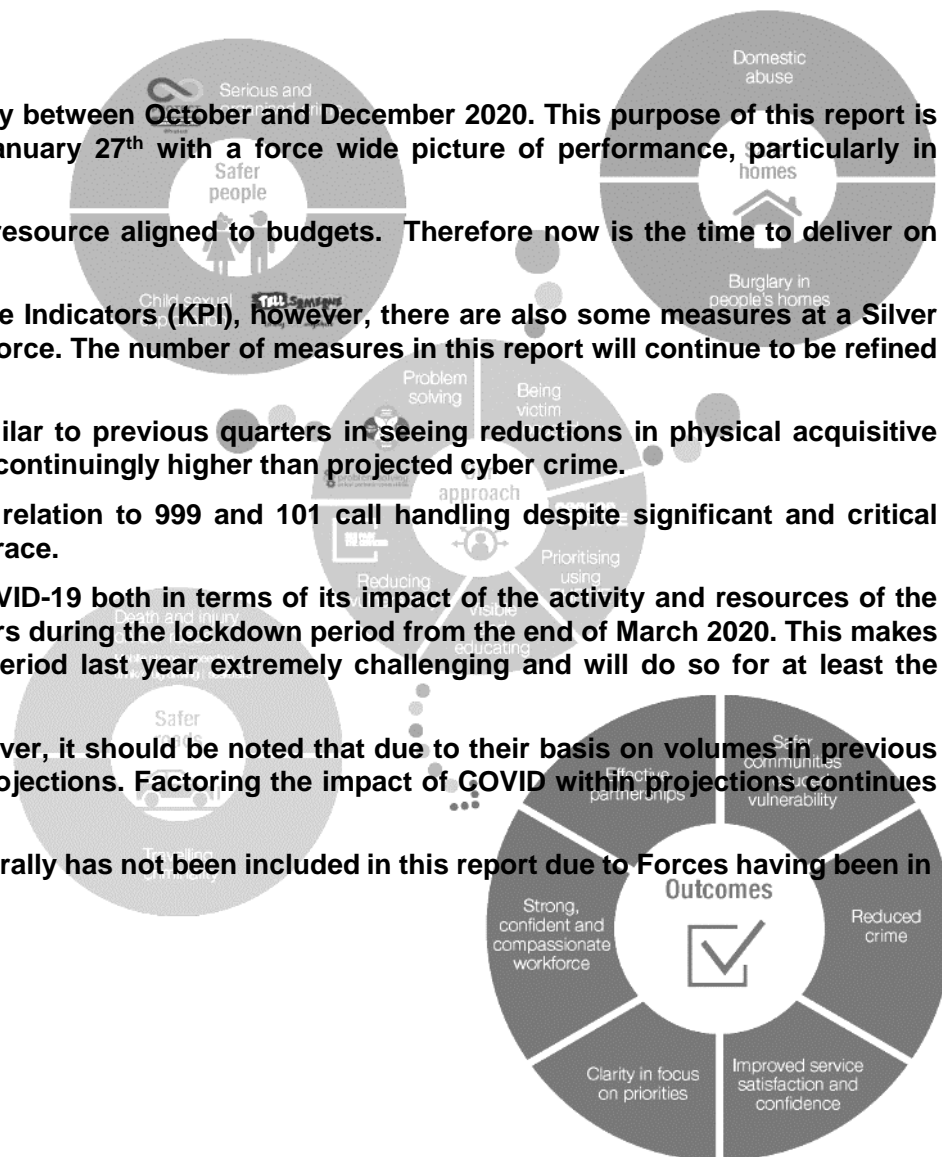 Domestic
abuse
Serious and
y between October and December 2020. This purpose of this report is
anuary 27th with a force wide picture of performance, particularly in
Safer
people
homes
resource aligned to budgets. Therefore now is the time to deliver on
Child sexual
TELL SOMEONE
Burglary in
people's homes
e Indicators (KPI), however, there are also some measures at a Silver
orce. The number of measures in this report will continue to be refined
Problem
solving
Being
victim
ilar to previous quarters in seeing reductions in physical acquisitive
continuingly higher than projected cyber crime.
approach
relation to 999 and 101 call handling despite significant and critical
race.
Prioritising
using
Reducing
VID-19 both in terms of its impact of the activity and resources of the
Death and injury
Visible
rs during the lockdown period from the end of March 2020. This makes
educating
eriod last year extremely challenging and will do so for at least the
Safer
roads
ver, it should be noted that due to their basis on volumes in previous
Safer
communities
ojections. Factoring the impact of COVID within projections continues
Effective
partnerships
reduced
vulnerability
Travelling
rally has not been included in this report due to Forces having been in
Outcomes
Strong,
confident and
compassionate
workforce
Reduced
crime
Clarity in focus
on priorities
Improved service
satisfaction and
confidence